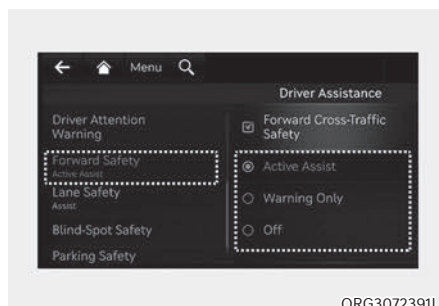 Menu
Driver Assistance
Driver Attention
Warning
Forward Safety
Active Assist
Lane Safety
Assist
Blind-Spot Safety
Parking Safety
Forward Cross-Traffic
Safety
Active Assist
Warning Only
Off
ORG3072391L